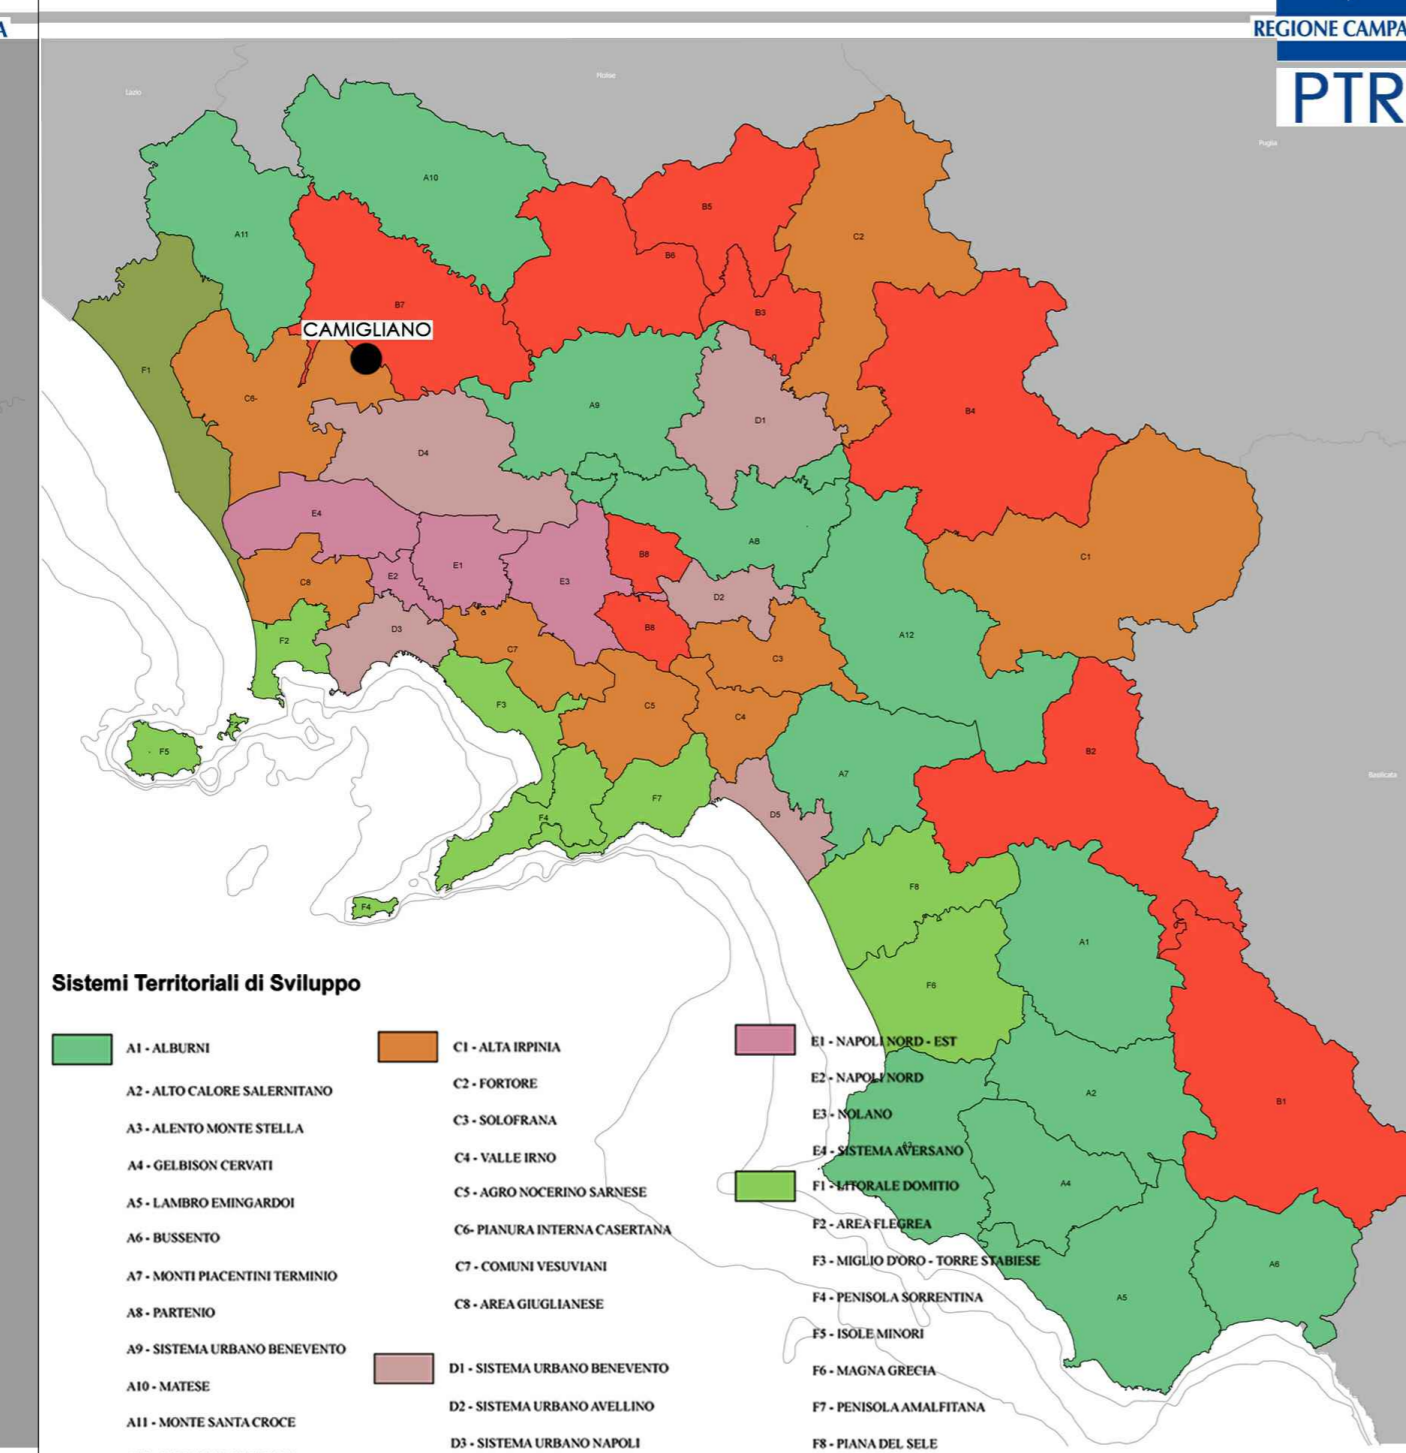 A
REGIONE CAMPA
PTR
Lazio
Molise
Puglia
A10
B5
A11
C2
B6
B7
B3
CAMIGLIANO
F1
C6-
A9
D1
B4
D4
E4
A8
B8
C1
E1
E2
E3
C8
D2
D3
B8
A12
F2
C7
C3
F3
C5
C4
F5
B2
A7
Basilicata
F7
D5
F4
F8
F4
A1
F6
A2
B1
A3
A4
A6
A5
Sistemi Territoriali di Sviluppo
A1 - ALBURNI
A2 - ALTO CALORE SALERNITANO
A3 - ALENTO MONTE STELLA
A4 - GELBISON CERVATI
A5 - LAMBRO EMINGARDOI
A6 - BUSSENTO
A7 - MONTI PIACENTINI TERMINIO
A8 - PARTENIO
A9 - SISTEMA URBANO BENEVENTO
A10 - MATESE
A11 - MONTE SANTA CROCE
C1 - ALTA IRPINIA
C2 - FORTORE
C3 - SOLOFRANA
C4 - VALLE IRNO
C5 - AGRO NOCERINO SARNESE
C6- PIANURA INTERNA CASERTANA
C7 - COMUNI VESUVIANI
C8 - AREA GIUGLIANESE
D1 - SISTEMA URBANO BENEVENTO
D2 - SISTEMA URBANO AVELLINO
D3 - SISTEMA URBANO NAPOLI
E1 - NAPOLI NORD - EST
E2 - NAPOLI NORD
E3 - NOLANO
E4 - SISTEMA AVERSANO
F1 - LITORALE DOMITIO
F2 - AREA FLEGREA
F3 - MIGLIO D'ORO - TORRE STABIESE
F4 - PENISOLA SORRENTINA
F5 - ISOLE MINORI
F6 - MAGNA GRECIA
F7 - PENISOLA AMALFITANA
F8 - PIANA DEL SELE